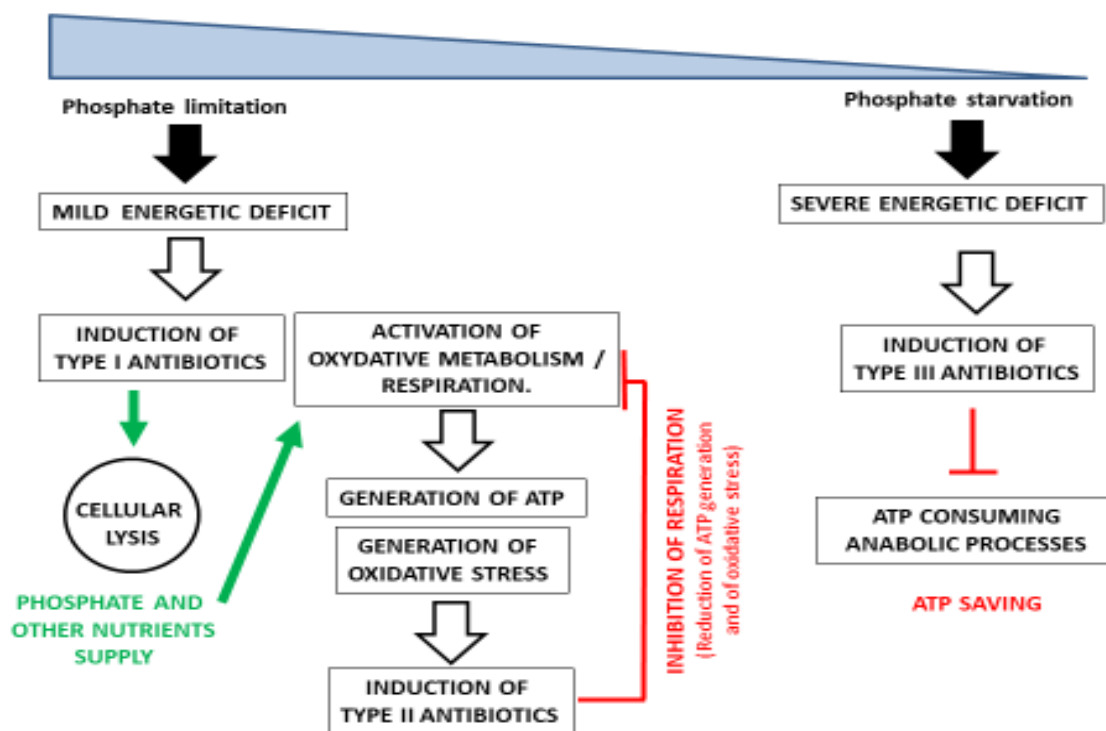 Phosphate limitation
Phosphate starvation
MILD ENERGETIC DEFICIT
SEVERE ENERGETIC DEFICIT
INDUCTION OF
TYPE I ANTIBIOTICS
ACTIVATION OF
OXYDATIVE METABOLISM /
RESPIRATION.
INDUCTION OF
TYPE III ANTIBIOTICS
CELLULAR
LYSIS
GENERATION OF ATP
GENERATION OF
OXIDATIVE STRESS
INHIBITION OF RESPIRATION
(Reduction of ATP generation
and of oxidative stress)
ATP CONSUMING
ANABOLIC PROCESSES
PHOSPHATE AND
OTHER NUTRIENTS
SUPPLY
ATP SAVING
INDUCTION OF
TYPE II ANTIBIOTICS